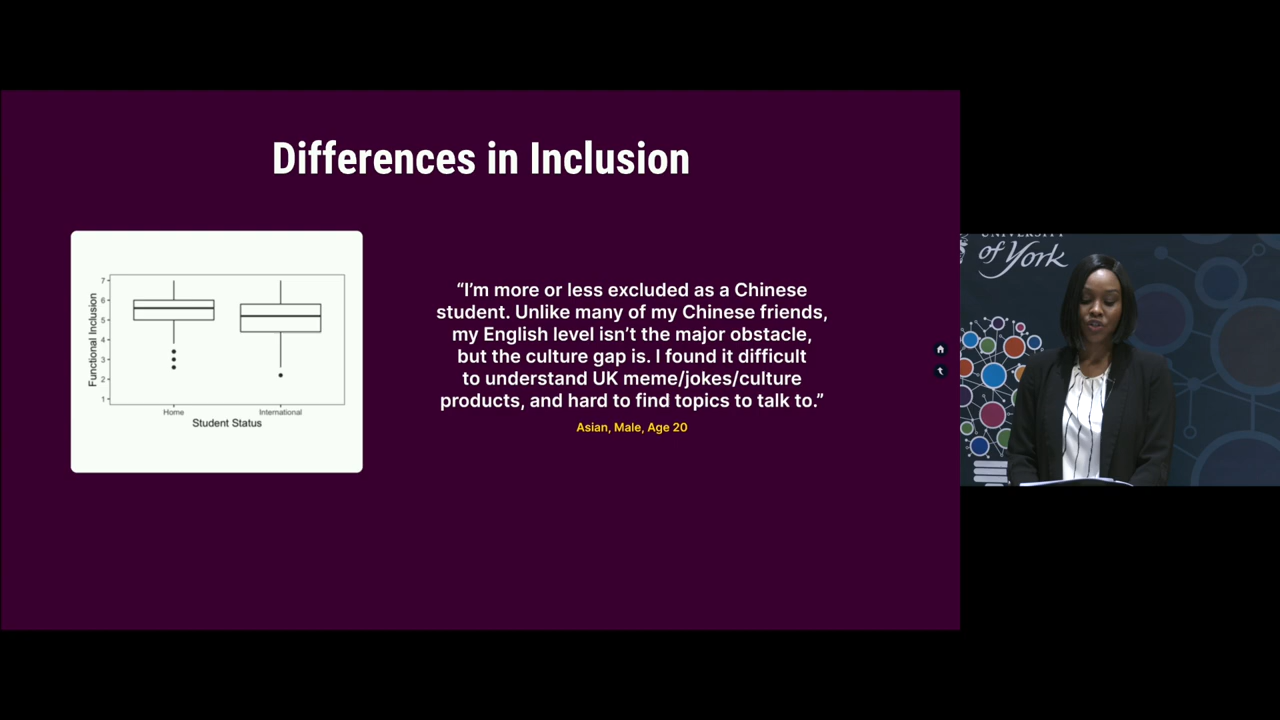 Differences in Inclusion
7
6
5
4
3
2
1
Functional Inclusion
Home
International
Student Status
“I’m more or less excluded as a Chinese
student. Unlike many of my Chinese friends,
my English level isn’t the major obstacle,
but the culture gap is. I found it difficult
to understand UK meme/jokes/culture
products, and hard to find topics to talk to.”
Asian, Male, Age 20
UNIVERSITY
of York